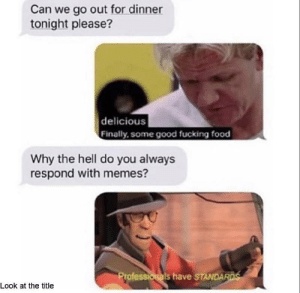 Can we go out for dinner
tonight please?
delicious
Finally, some good fucking food
Why the hell do you always
respond with memes?
Professionals have STANDARDS
Look at the title